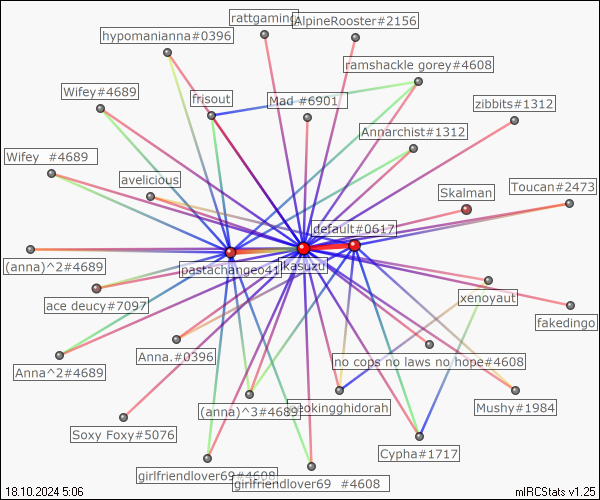 rattgaming
AlpineRooster#2156
hypomanianna#0396
ramshackle gorey#4608
Wifey#4689
frisout
Mad #6901
zibbits#1312
Annarchist#1312
Wifey #4689
avelicious
Skalman
Toucan#2473
default#0617
(anna)^2#4689
pastachangeo41
kasuzu
ace deucy#7097
xenoyaut
fakedingo
Anna.#0396
no cops no laws no hope#4608
Anna^2#4689
(anna)^3#4689
geokingghidorah
Mushy#1984
Soxy Foxy#5076
Cypha#1717
girlfriendlover69#4608
girlfriendlover69 #4608
18.10.2024 5:06
mIRCStats v1.25